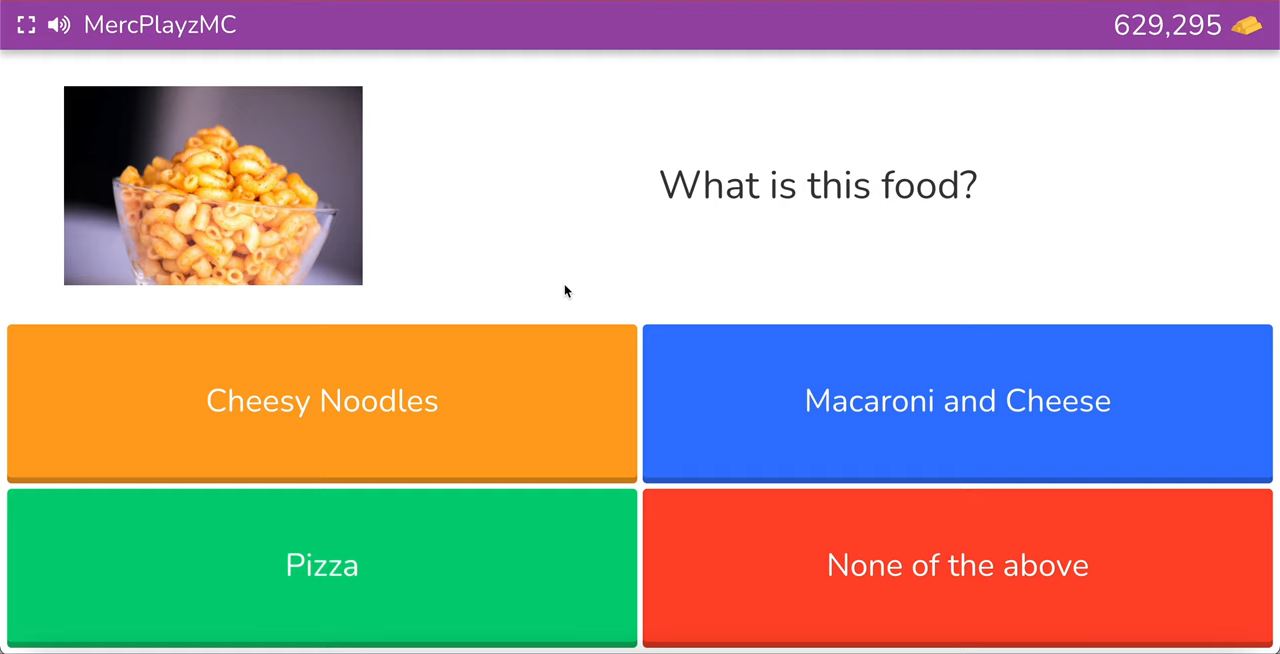 MercPlayzMC
629,295
What is this food?
Cheesy Noodles
Macaroni and Cheese
Pizza
None of the above